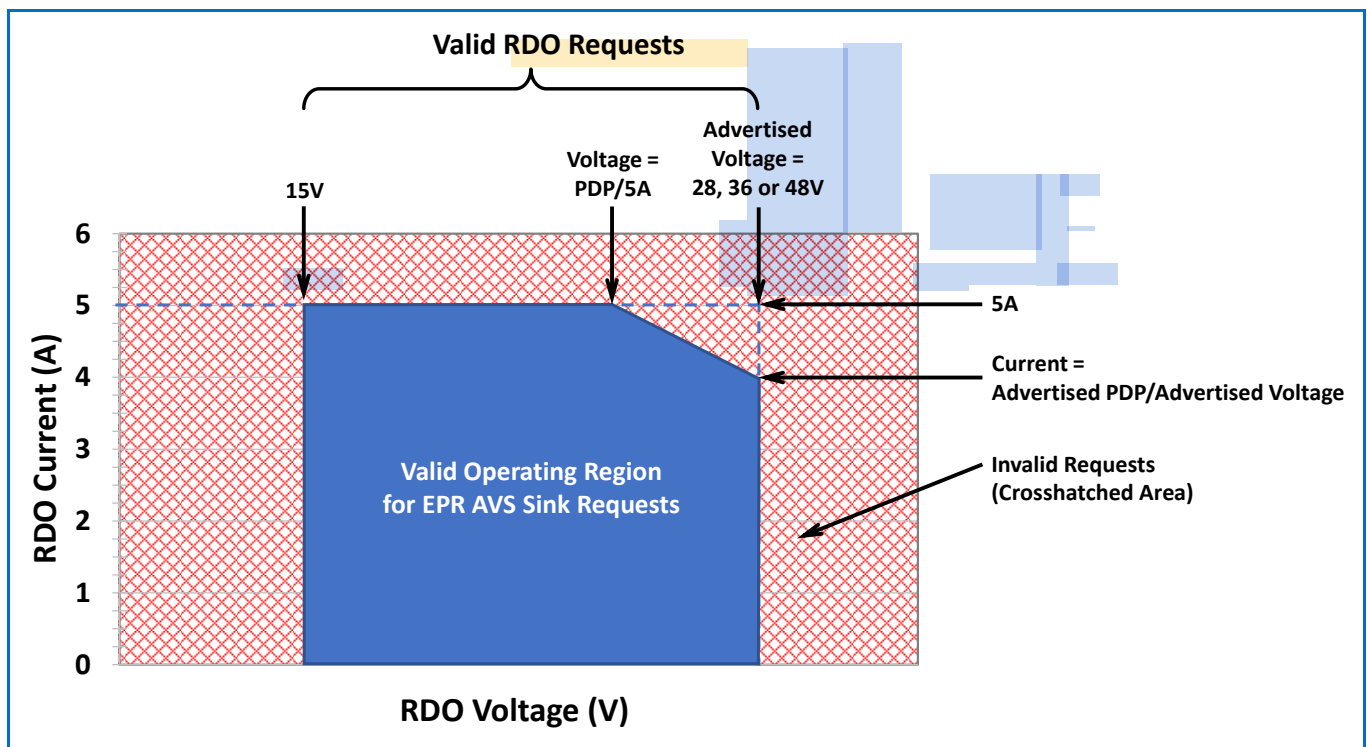 Valid RDO Requests
Advertised
Voltage =
28, 36 or 48V
Voltage =
PDP/5A
15V
6
5
4
3
2
1
0
RDO Current (A)
5A
Current =
Advertised PDP/Advertised Voltage
Invalid Requests
(Crosshatched Area)
Valid Operating Region
for EPR AVS Sink Requests
RDO Voltage (V)